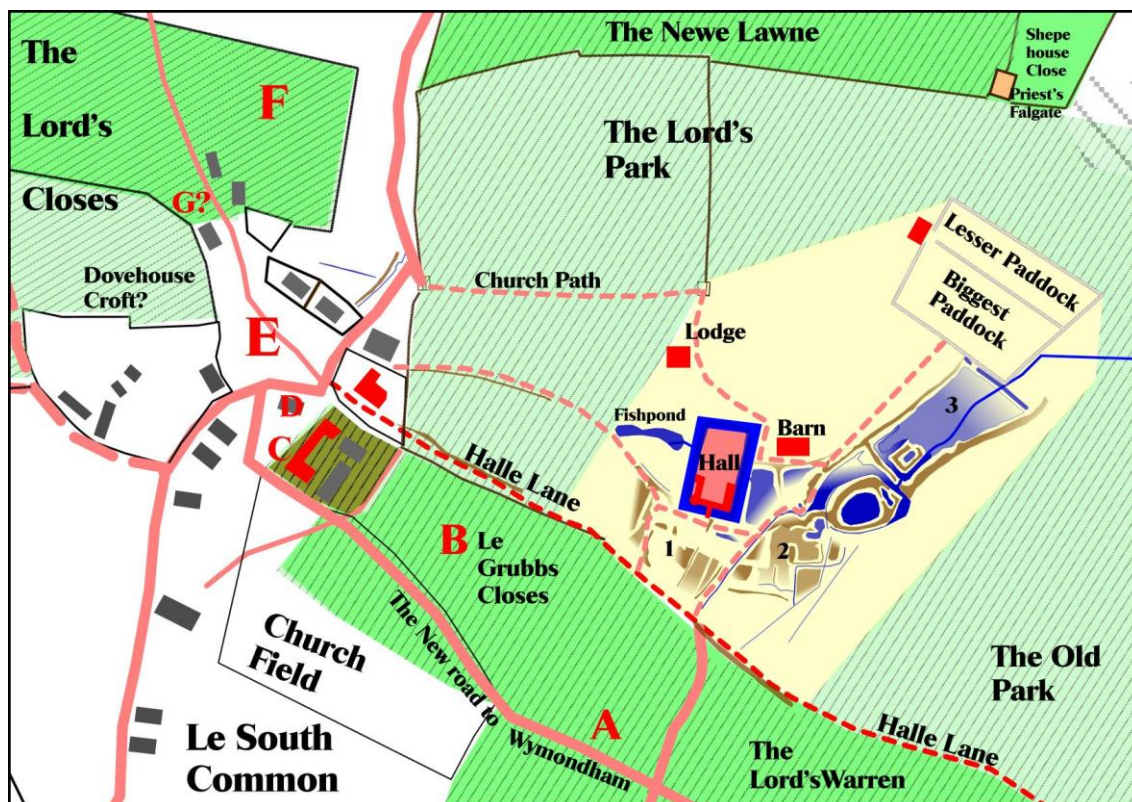 The
Lord's
Closes
F
G?
Dovehouse
Croft?
The Newe Lawne
Shepe
house
Close
Priest's
Falgate
The Lord's
Park
Church Path
Lesser Paddock
Biggest
Paddock
Lodge
E
D
C
Fishpond
Hall
Barn
3
1
2
Halle Lane
B
Le
Grubbs
Closes
Church
Field
The New road to
Wymondham
A
The Old
Park
Halle Lane
Le South
Common
The
Lord'sWarren